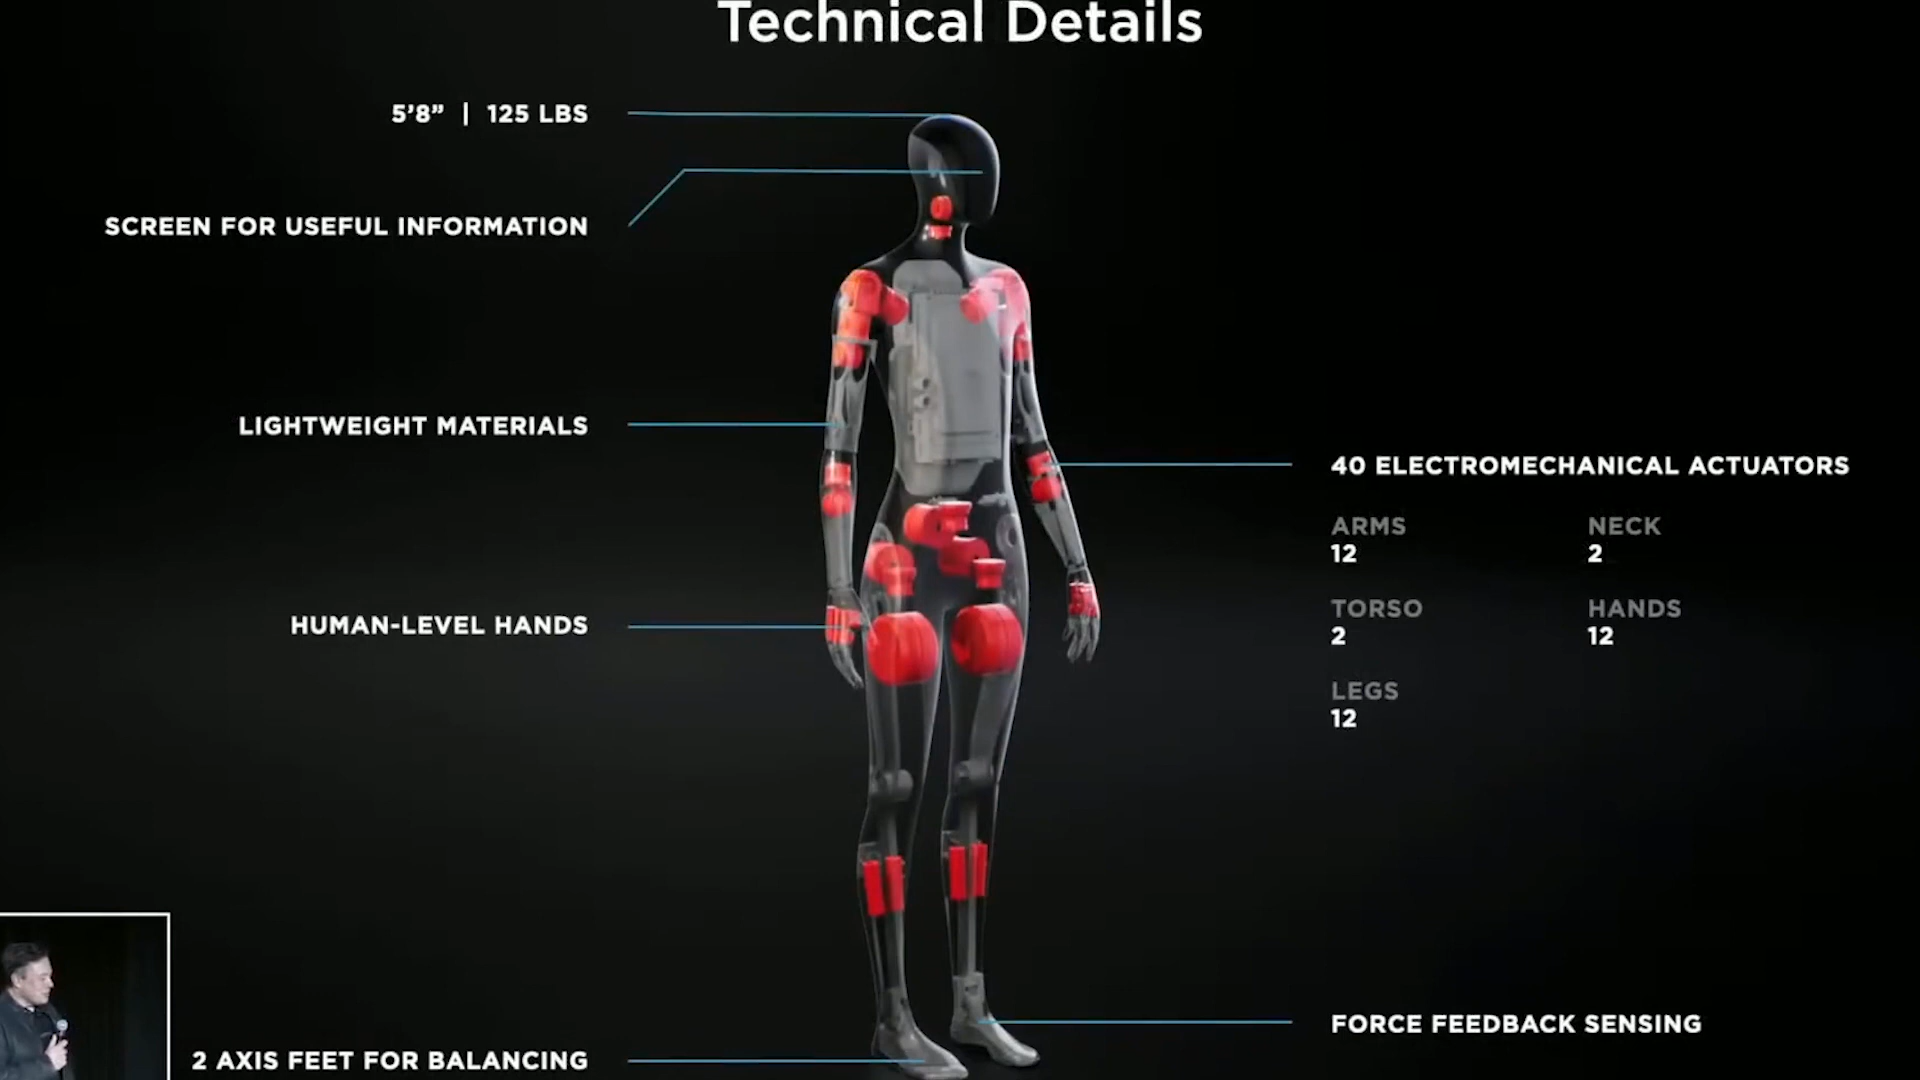 Technical Details
5’8” | 125 LBS
SCREEN FOR USEFUL INFORMATION
LIGHTWEIGHT MATERIALS
HUMAN-LEVEL HANDS
2 AXIS FEET FOR BALANCING
40 ELECTROMECHANICAL ACTUATORS
ARMS NECK
12 2
TORSO HANDS
2 12
LEGS
12
FORCE FEEDBACK SENSING